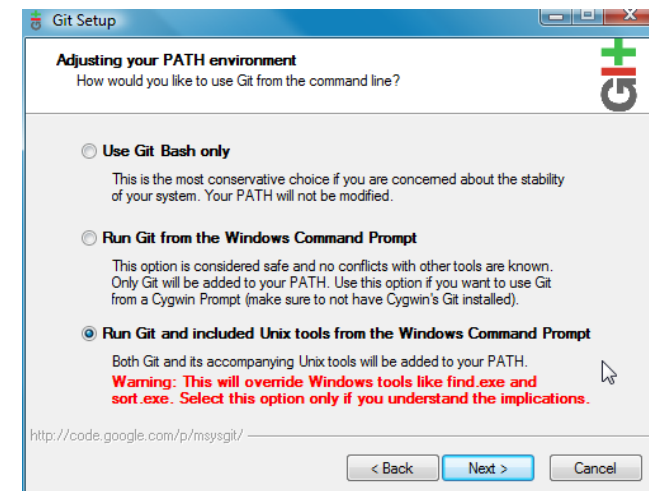 Git Setup
Adjusting your PATH environment
How would you like to use Git from the command line?
Git
Use Git Bash only
This is the most conservative choice if you are concerned about the stability
of your system. Your PATH will not be modified.
Run Git from the Windows Command Prompt
This option is considered safe and no conflicts with other tools are known.
Only Git will be added to your PATH. Use this option if you want to use Git
from a Cygwin Prompt (make sure to not have Cygwin's Git installed).
Run Git and included Unix tools from the Windows Command Prompt
Both Git and its accompanying Unix tools will be added to your PATH.
Warning: This will override Windows tools like find.exe and
sort.exe. Select this option only if you understand the implications.
http://code.google.com/p/msysgit/
< Back Next > Cancel